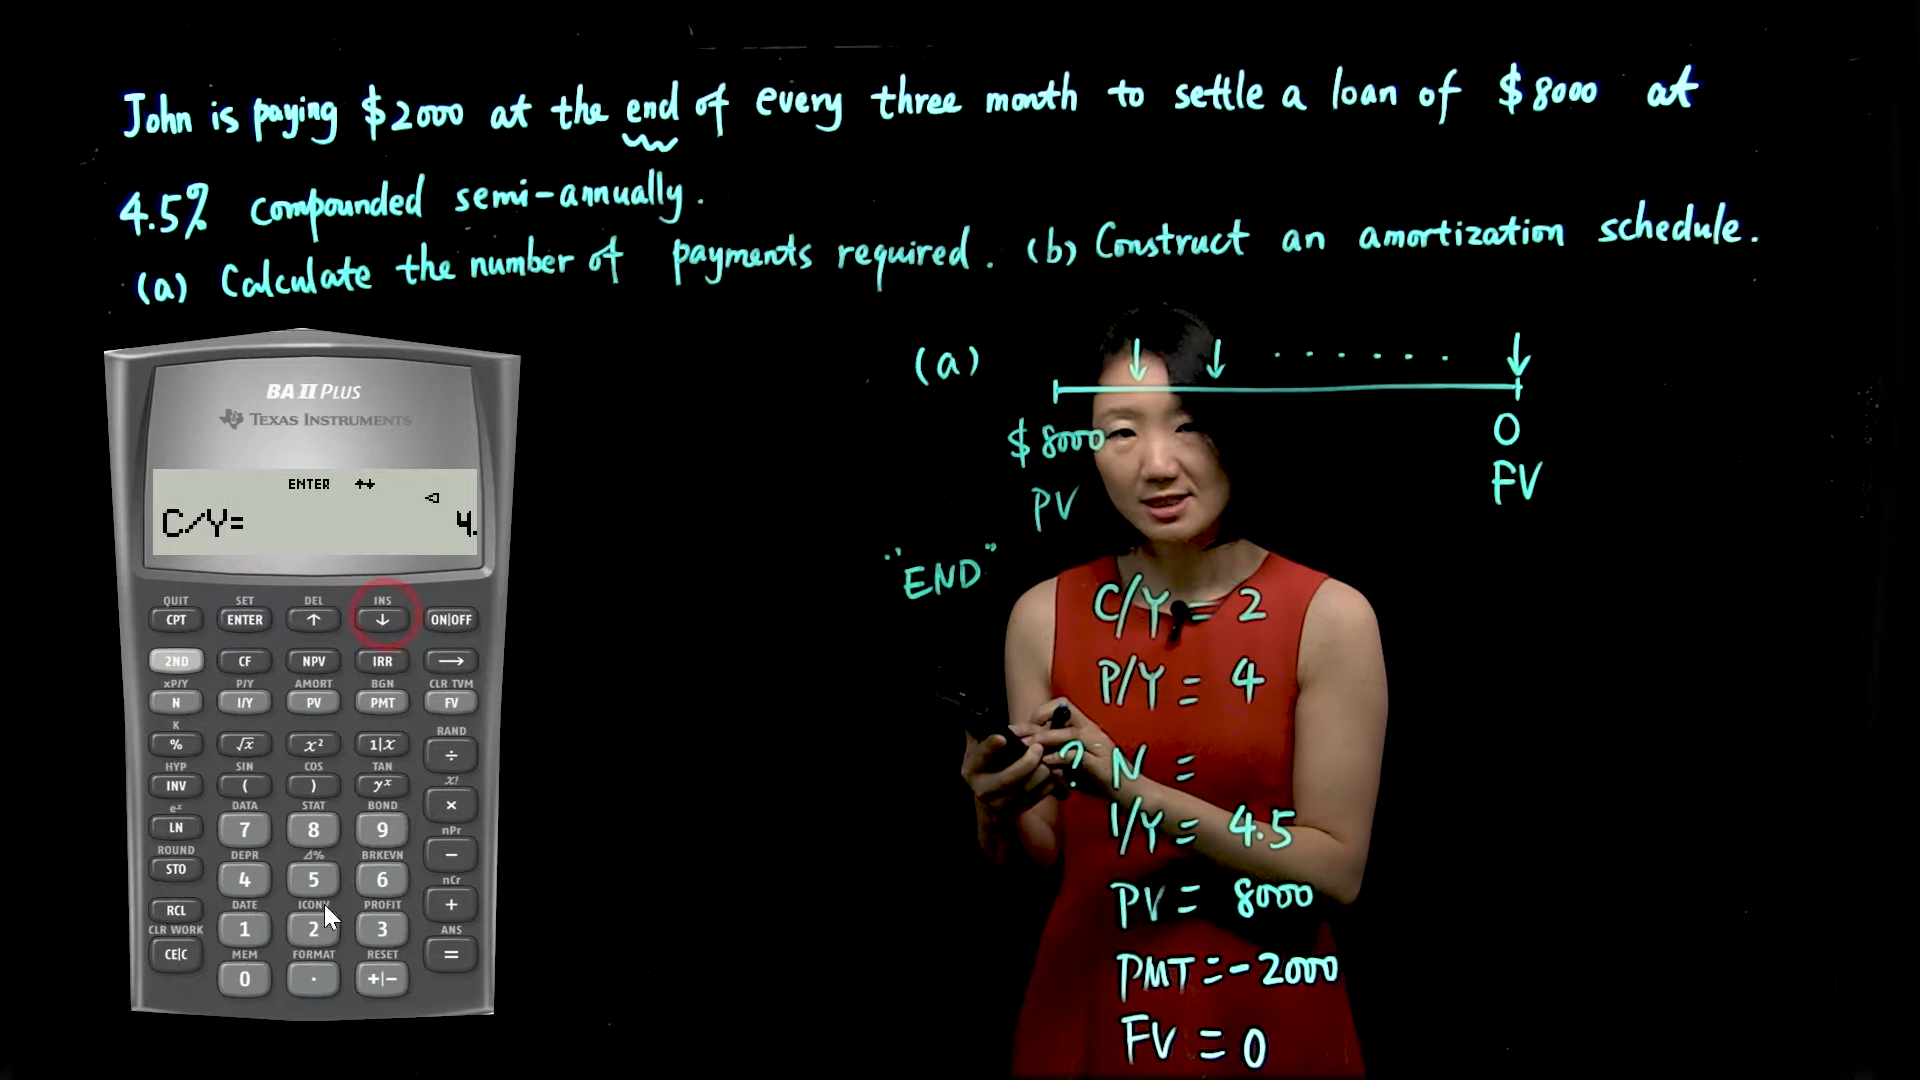 John is paying $2000 at the end of every three month to settle a loan of $8000 at
4.5% compounded semi-annually.
(a) Calculate the number of payments required. (b) Construct an amortization schedule.
(a)
$8000
0
PV
FV
"END"
C/Y = 2
P/Y = 4
? N =
I/Y = 4.5
PV = 8000
PMT = -2000
FV = 0
BA II PLUS
TEXAS INSTRUMENTS
ENTER ↑↓
◁
C/Y= 4.
QUIT SET DEL INS
CPT ENTER ↑ ↓ ON|OFF
2ND CF NPV IRR →
xP/Y P/Y AMORT BGN CLR TVM
N I/Y PV PMT FV
K RAND
% √x x² 1|x ÷
HYP SIN COS TAN x!
INV ( ) yˣ ×
eˣ DATA STAT BOND nPr
LN 7 8 9 −
ROUND DEPR Δ% BRKEVN nCr
STO 4 5 6 +
DATE ICONV PROFIT ANS
RCL 1 2 3 =
CLR WORK MEM FORMAT RESET
CE|C 0 . +|−